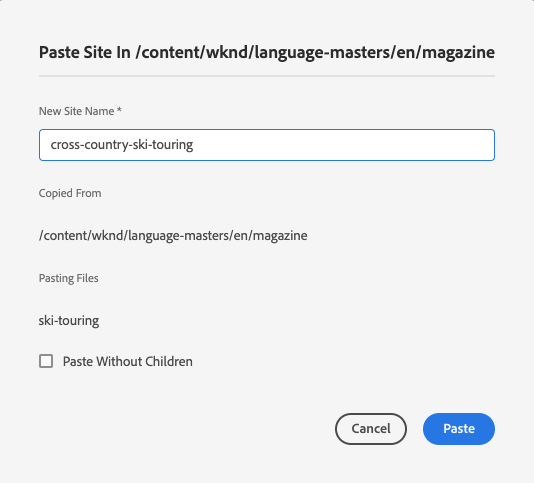 Paste Site In /content/wknd/language-masters/en/magazine
New Site Name *
cross-country-ski-touring
Copied From
/content/wknd/language-masters/en/magazine
Pasting Files
ski-touring
Paste Without Children
Cancel
Paste